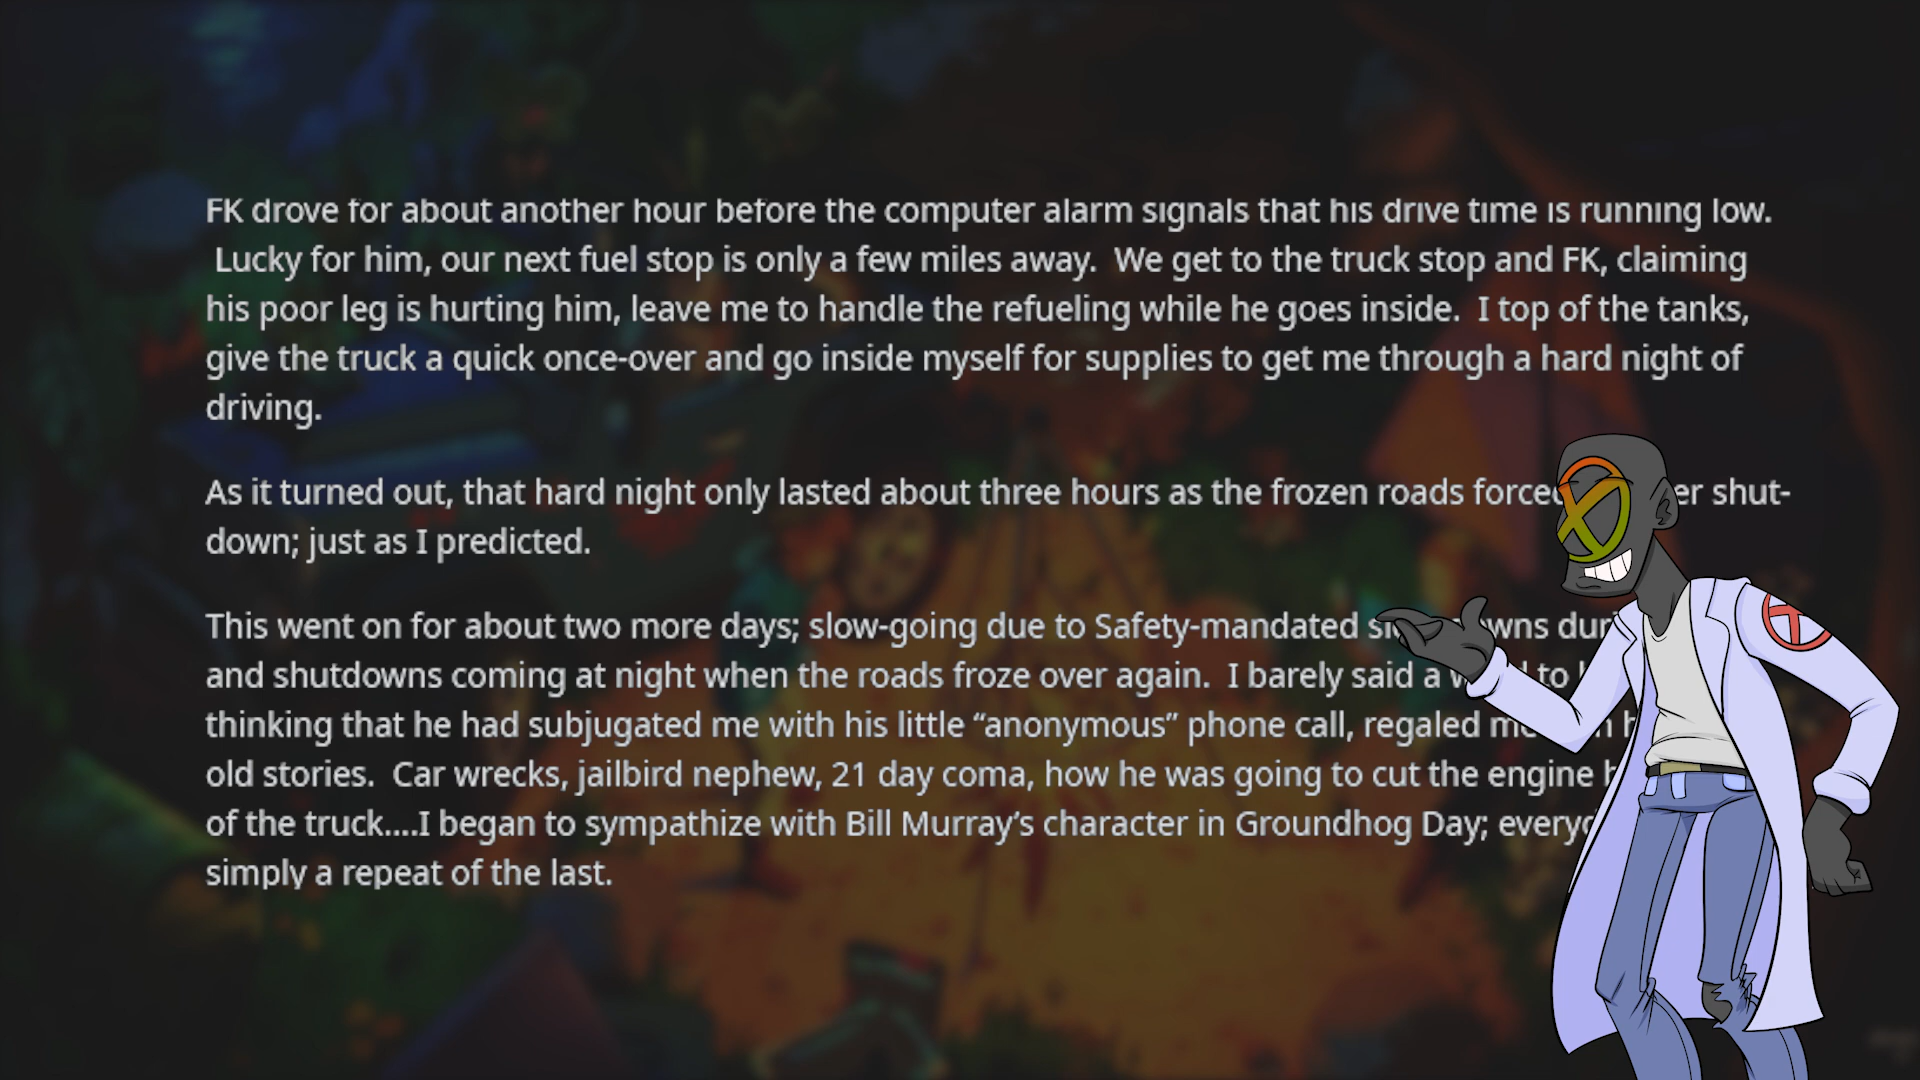 FK drove for about another hour before the computer alarm signals that his drive time is running low.
Lucky for him, our next fuel stop is only a few miles away. We get to the truck stop and FK, claiming
his poor leg is hurting him, leave me to handle the refueling while he goes inside. I top of the tanks,
give the truck a quick once-over and go inside myself for supplies to get me through a hard night of
driving.
As it turned out, that hard night only lasted about three hours as the frozen roads shut-
down; just as I predicted.
This went on for about two more days; slow-going due to Safety-mandated
and shutdowns coming at night when the roads froze over again. I barely said a to
thinking that he had subjugated me with his little “anonymous” phone call, regaled
old stories. Car wrecks, jailbird nephew, 21 day coma, how he was going to cut the engine
of the truck....I began to sympathize with Bill Murray’s character in Groundhog Day;
simply a repeat of the last.